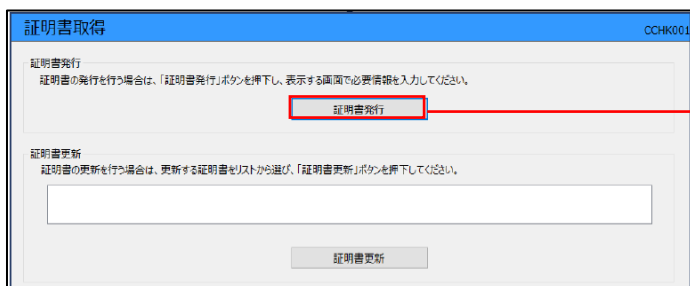 証明書取得
CCHK001
証明書発行
証明書の発行を行う場合は、「証明書発行」ボタンを押下し、表示する画面で必要情報を入力してください。
証明書発行
証明書更新
証明書の更新を行う場合は、更新する証明書をリストから選び、「証明書更新」ボタンを押下してください。
証明書更新